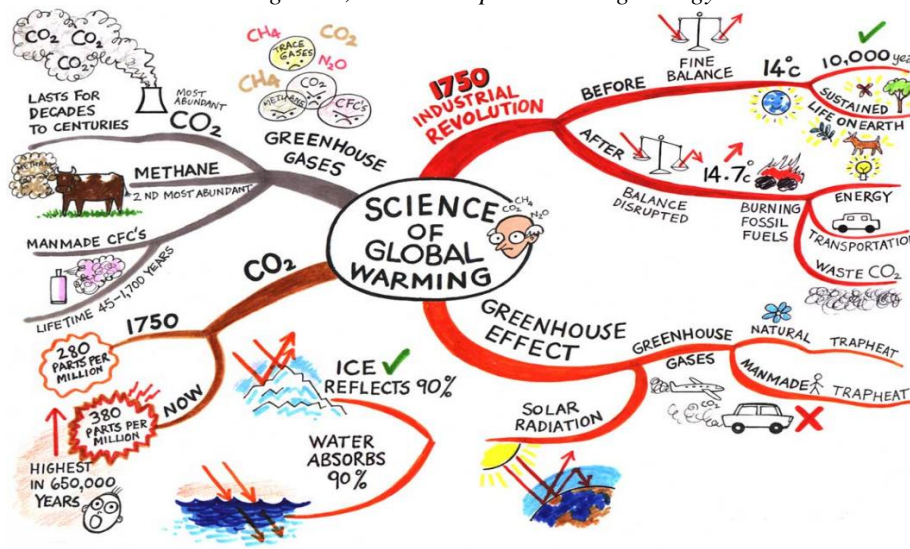 SCIENCE
OF
GLOBAL
WARMING
CH4
CO2
N2O
1750
INDUSTRIAL
REVOLUTION
BEFORE
FINE
BALANCE
14°c
10,000 yea
SUSTAINED
LIFE ON EARTH
AFTER
BALANCE
DISRUPTED
14.7°c
BURNING
FOSSIL
FUELS
ENERGY
TRANSPORTATION
WASTE CO2
GREENHOUSE
EFFECT
GREENHOUSE
GASES
NATURAL
TRAPHEAT
MANMADE
TRAPHEAT
CO2
SOLAR
RADIATION
ICE
REFLECTS 90%
WATER
ABSORBS
90%
CO2
1750
280
PARTS PER
MILLION
NOW
380
PARTS PER
MILLION
HIGHEST
IN 650,000
YEARS
GREENHOUSE
GASES
CH4
CO2
TRACE
GASES
N2O
CH4
CO2
METHANE
CFC's
CO2
CO2
CO2
LASTS FOR
DECADES
TO CENTURIES
MOST
ABUNDANT
CO2
METHANE
METHANE
2ND MOST ABUNDANT
MANMADE CFC's
LIFETIME 45-1,700 YEARS